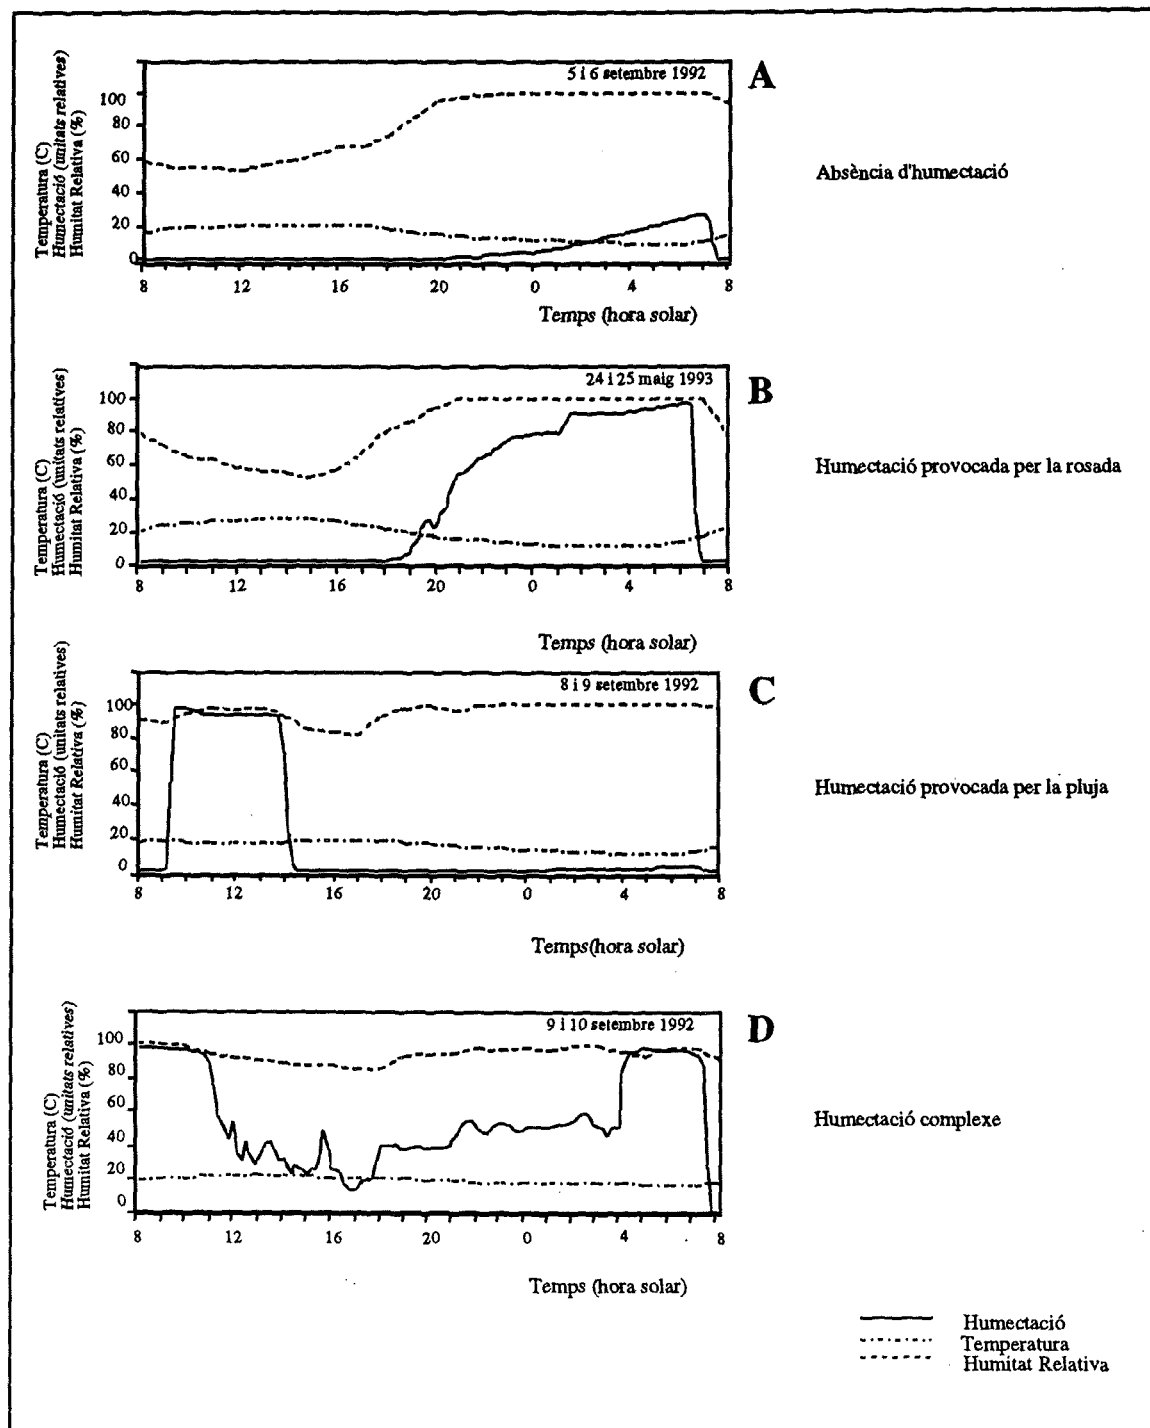 5 i 6 setembre 1992
A
Temperatura (C)
Humectació (unitats relatives)
Humitat Relativa (%)
100
80
60
40
20
0
8 12 16 20 0 4 8
Temps (hora solar)
Absència d'humectació
24 i 25 maig 1993
B
Temperatura (C)
Humectació (unitats relatives)
Humitat Relativa (%)
100
80
60
40
20
0
8 12 16 20 0 4 8
Temps (hora solar)
Humectació provocada per la rosada
8 i 9 setembre 1992
C
Temperatura (C)
Humectació (unitats relatives)
Humitat Relativa (%)
100
80
60
40
20
0
8 12 16 20 0 4 8
Temps(hora solar)
Humectació provocada per la pluja
9 i 10 setembre 1992
D
Temperatura (C)
Humectació (unitats relatives)
Humitat Relativa (%)
100
80
60
40
20
0
8 12 16 20 0 4 8
Temps (hora solar)
Humectació complexe
Humectació
Temperatura
Humitat Relativa